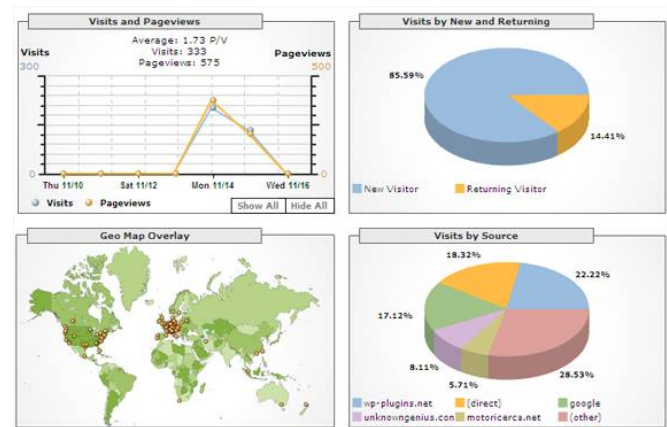 Visits and Pageviews
Average: 1.73 P/V
Visits: 333
Pageviews: 575
Visits
Pageviews
300
500
0
0
Thu 11/10
Sat 11/12
Mon 11/14
Wed 11/16
Visits
Pageviews
Show All
Hide All
Visits by New and Returning
85.59%
14.41%
New Visitor
Returning Visitor
Geo Map Overlay
Visits by Source
18.32%
22.22%
17.12%
8.11%
5.71%
28.53%
wp-plugins.net
(direct)
google
unknowngenius.con
motoricerca.net
(other)